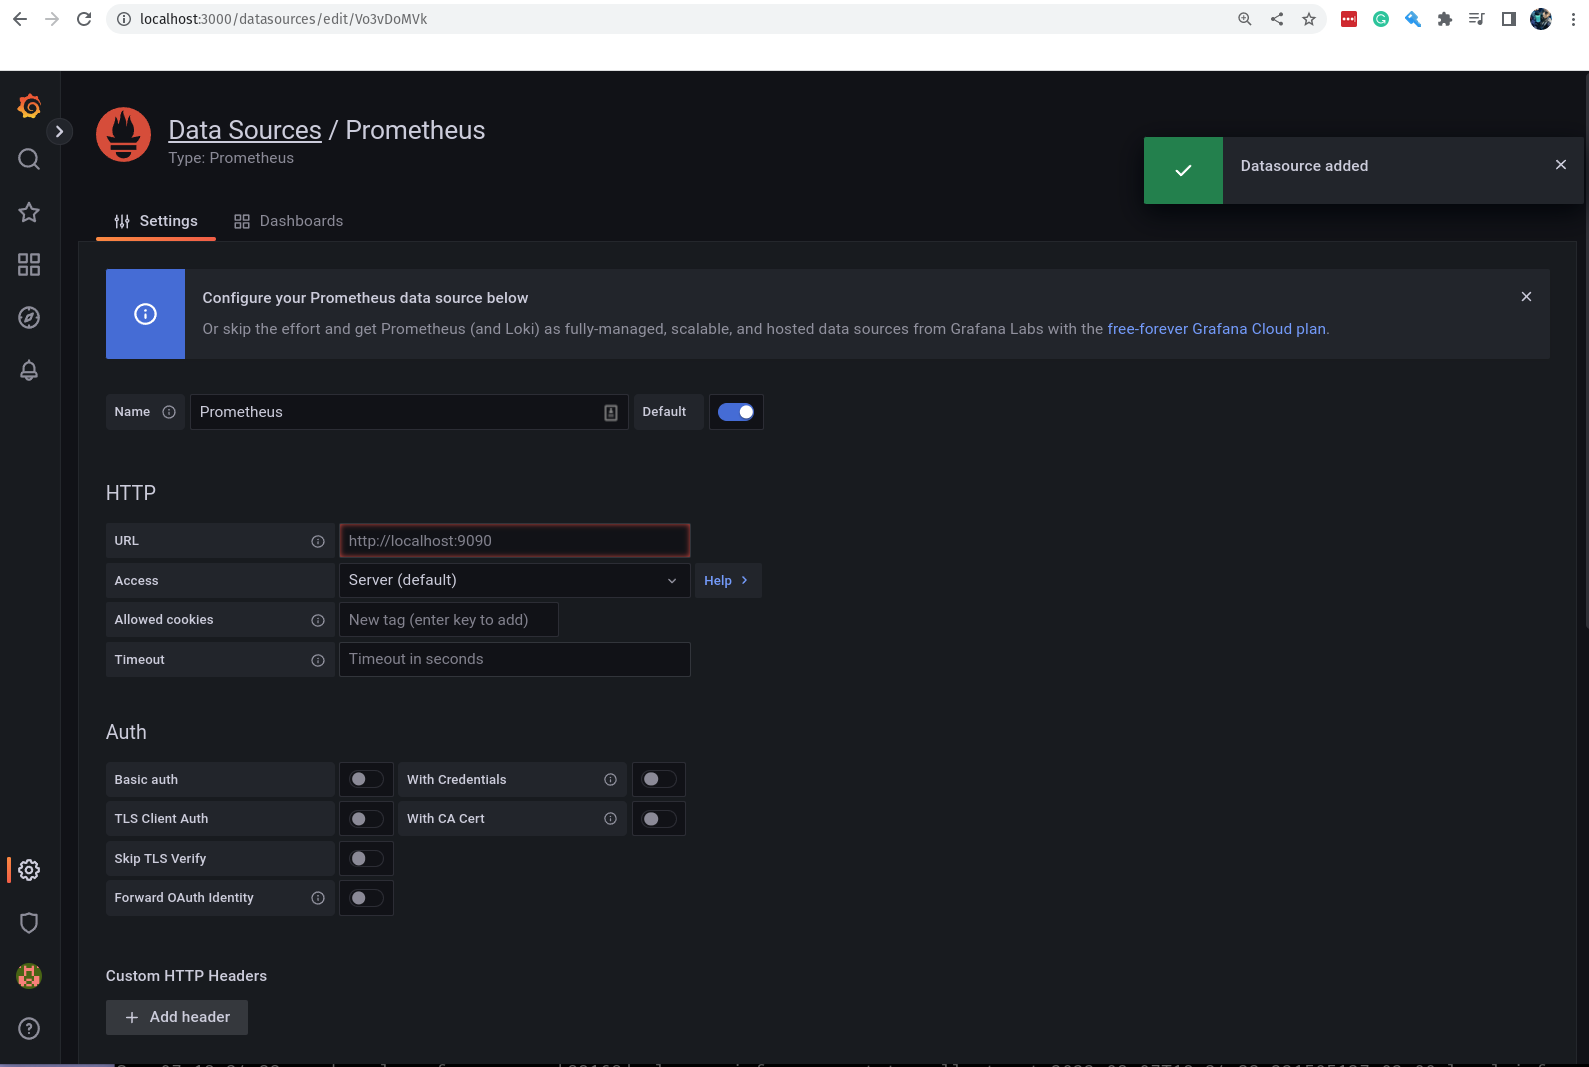 localhost:3000/datasources/edit/Vo3vDoMVk
Data Sources / Prometheus
Type: Prometheus
Datasource added
Settings
Dashboards
Configure your Prometheus data source below
Or skip the effort and get Prometheus (and Loki) as fully-managed, scalable, and hosted data sources from Grafana Labs with the free-forever Grafana Cloud plan.
Name
Prometheus
Default
HTTP
URL
http://localhost:9090
Access
Server (default)
Help
Allowed cookies
New tag (enter key to add)
Timeout
Timeout in seconds
Auth
Basic auth
With Credentials
TLS Client Auth
With CA Cert
Skip TLS Verify
Forward OAuth Identity
Custom HTTP Headers
Add header